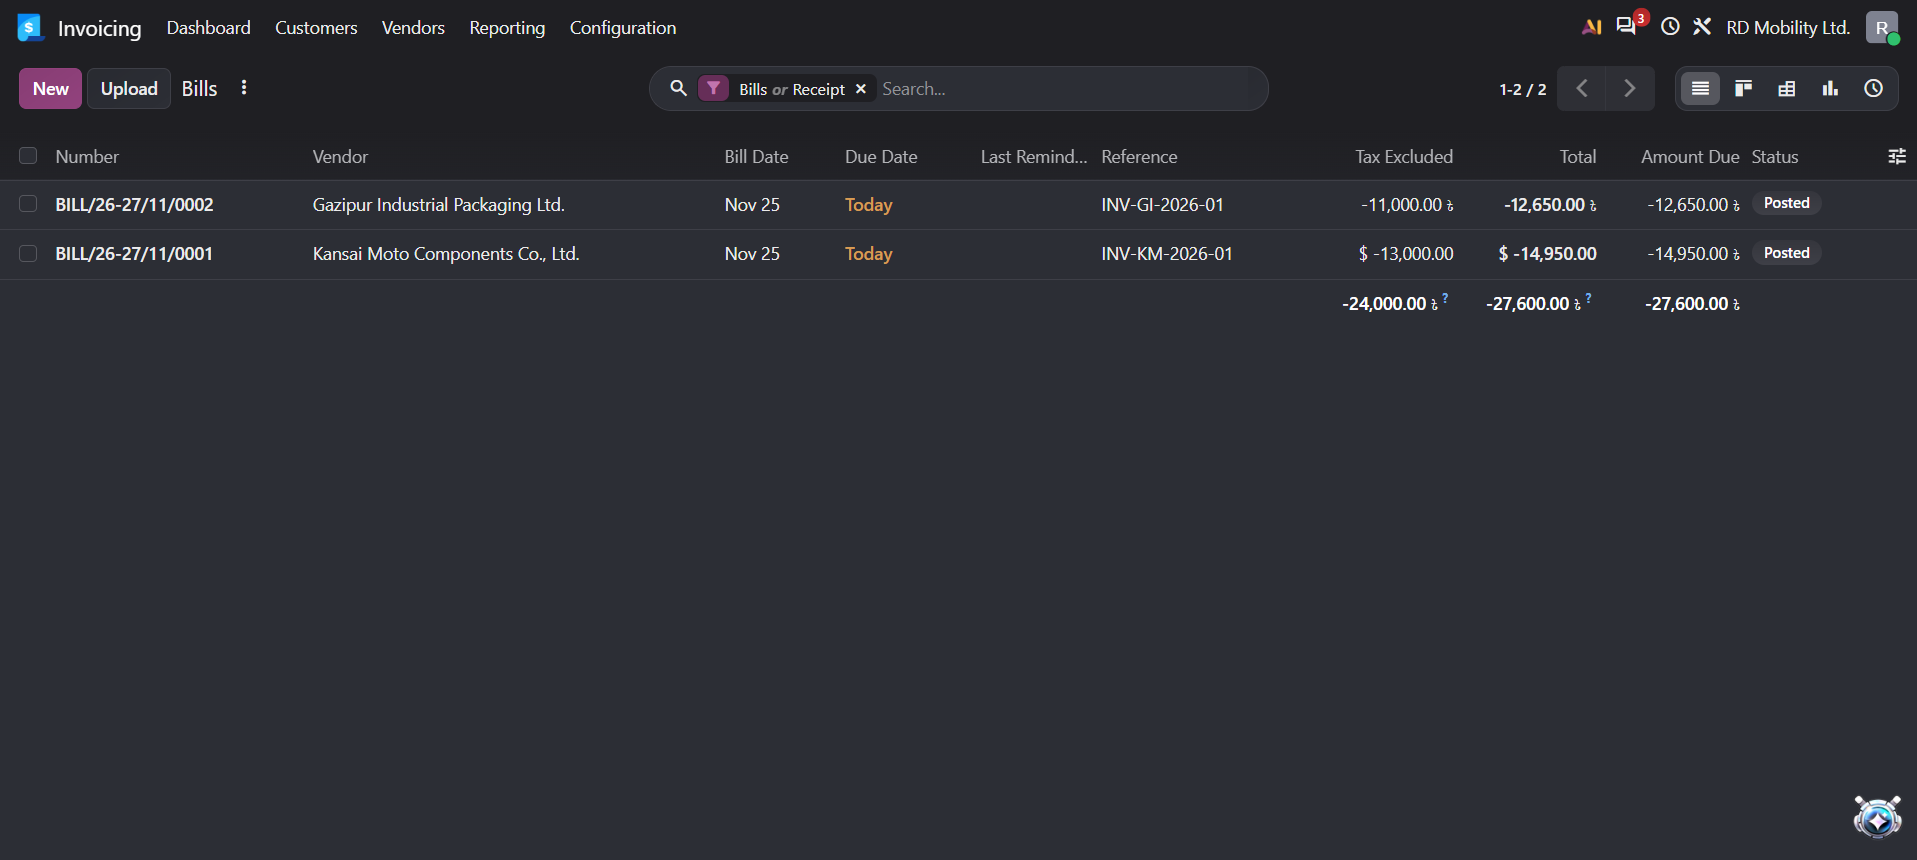 Invoicing Dashboard Customers Vendors Reporting Configuration AI 3 RD Mobility Ltd. R
New Upload Bills Bills or Receipt Search... 1-2 / 2
Number Vendor Bill Date Due Date Last Remind... Reference Tax Excluded Total Amount Due Status
BILL/26-27/11/0002 Gazipur Industrial Packaging Ltd. Nov 25 Today INV-GI-2026-01 -11,000.00 ৳ -12,650.00 ৳ -12,650.00 ৳ Posted
BILL/26-27/11/0001 Kansai Moto Components Co., Ltd. Nov 25 Today INV-KM-2026-01 $ -13,000.00 $ -14,950.00 -14,950.00 ৳ Posted
-24,000.00 ৳ ? -27,600.00 ৳ ? -27,600.00 ৳